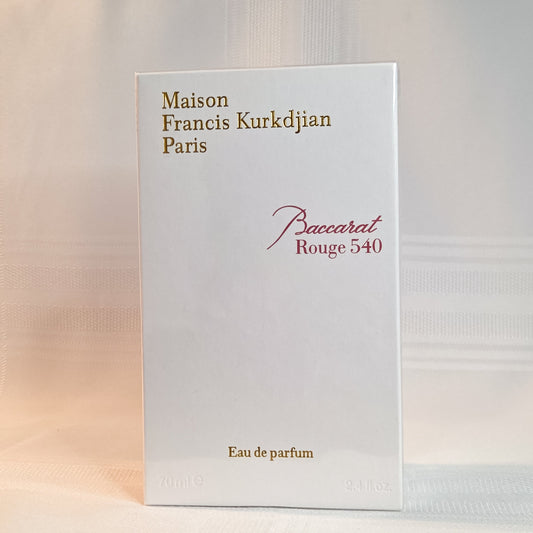 Maison
Francis Kurkdjian
Paris
Baccarat
Rouge 540
Eau de parfum
70 ml ℮ 2.4 fl.oz.